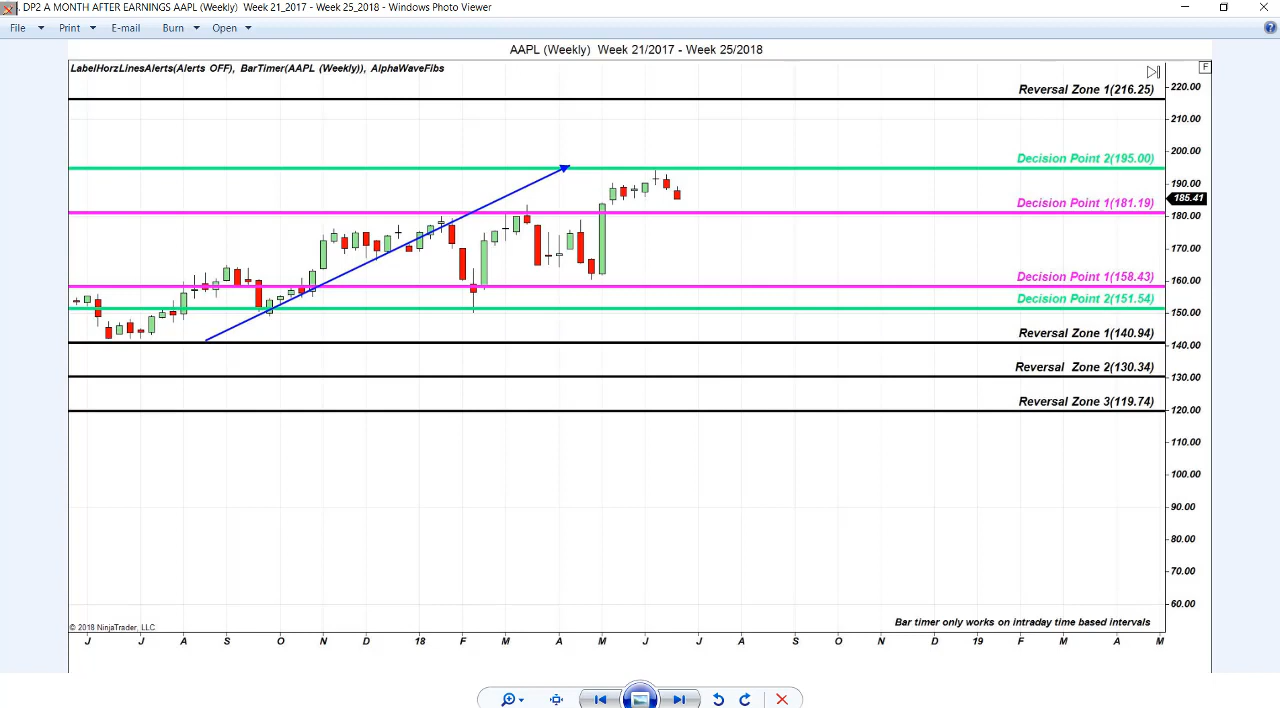 DP2 A MONTH AFTER EARNINGS AAPL (Weekly) Week 21_2017 - Week 25_2018 - Windows Photo Viewer
File Print E-mail Burn Open
AAPL (Weekly) Week 21/2017 - Week 25/2018
LabelHorzLinesAlerts(Alerts OFF), BarTimer(AAPL (Weekly)), AlphaWaveFibs
F
Reversal Zone 1(216.25)
220.00
210.00
Decision Point 2(195.00)
200.00
190.00
185.41
Decision Point 1(181.19)
180.00
170.00
Decision Point 1(158.43)
160.00
Decision Point 2(151.54)
150.00
Reversal Zone 1(140.94)
140.00
Reversal Zone 2(130.34)
130.00
Reversal Zone 3(119.74)
120.00
110.00
100.00
90.00
80.00
70.00
60.00
Bar timer only works on intraday time based intervals
© 2018 NinjaTrader, LLC
J J A S O N D 18 F M A M J J A S O N D 19 F M A M